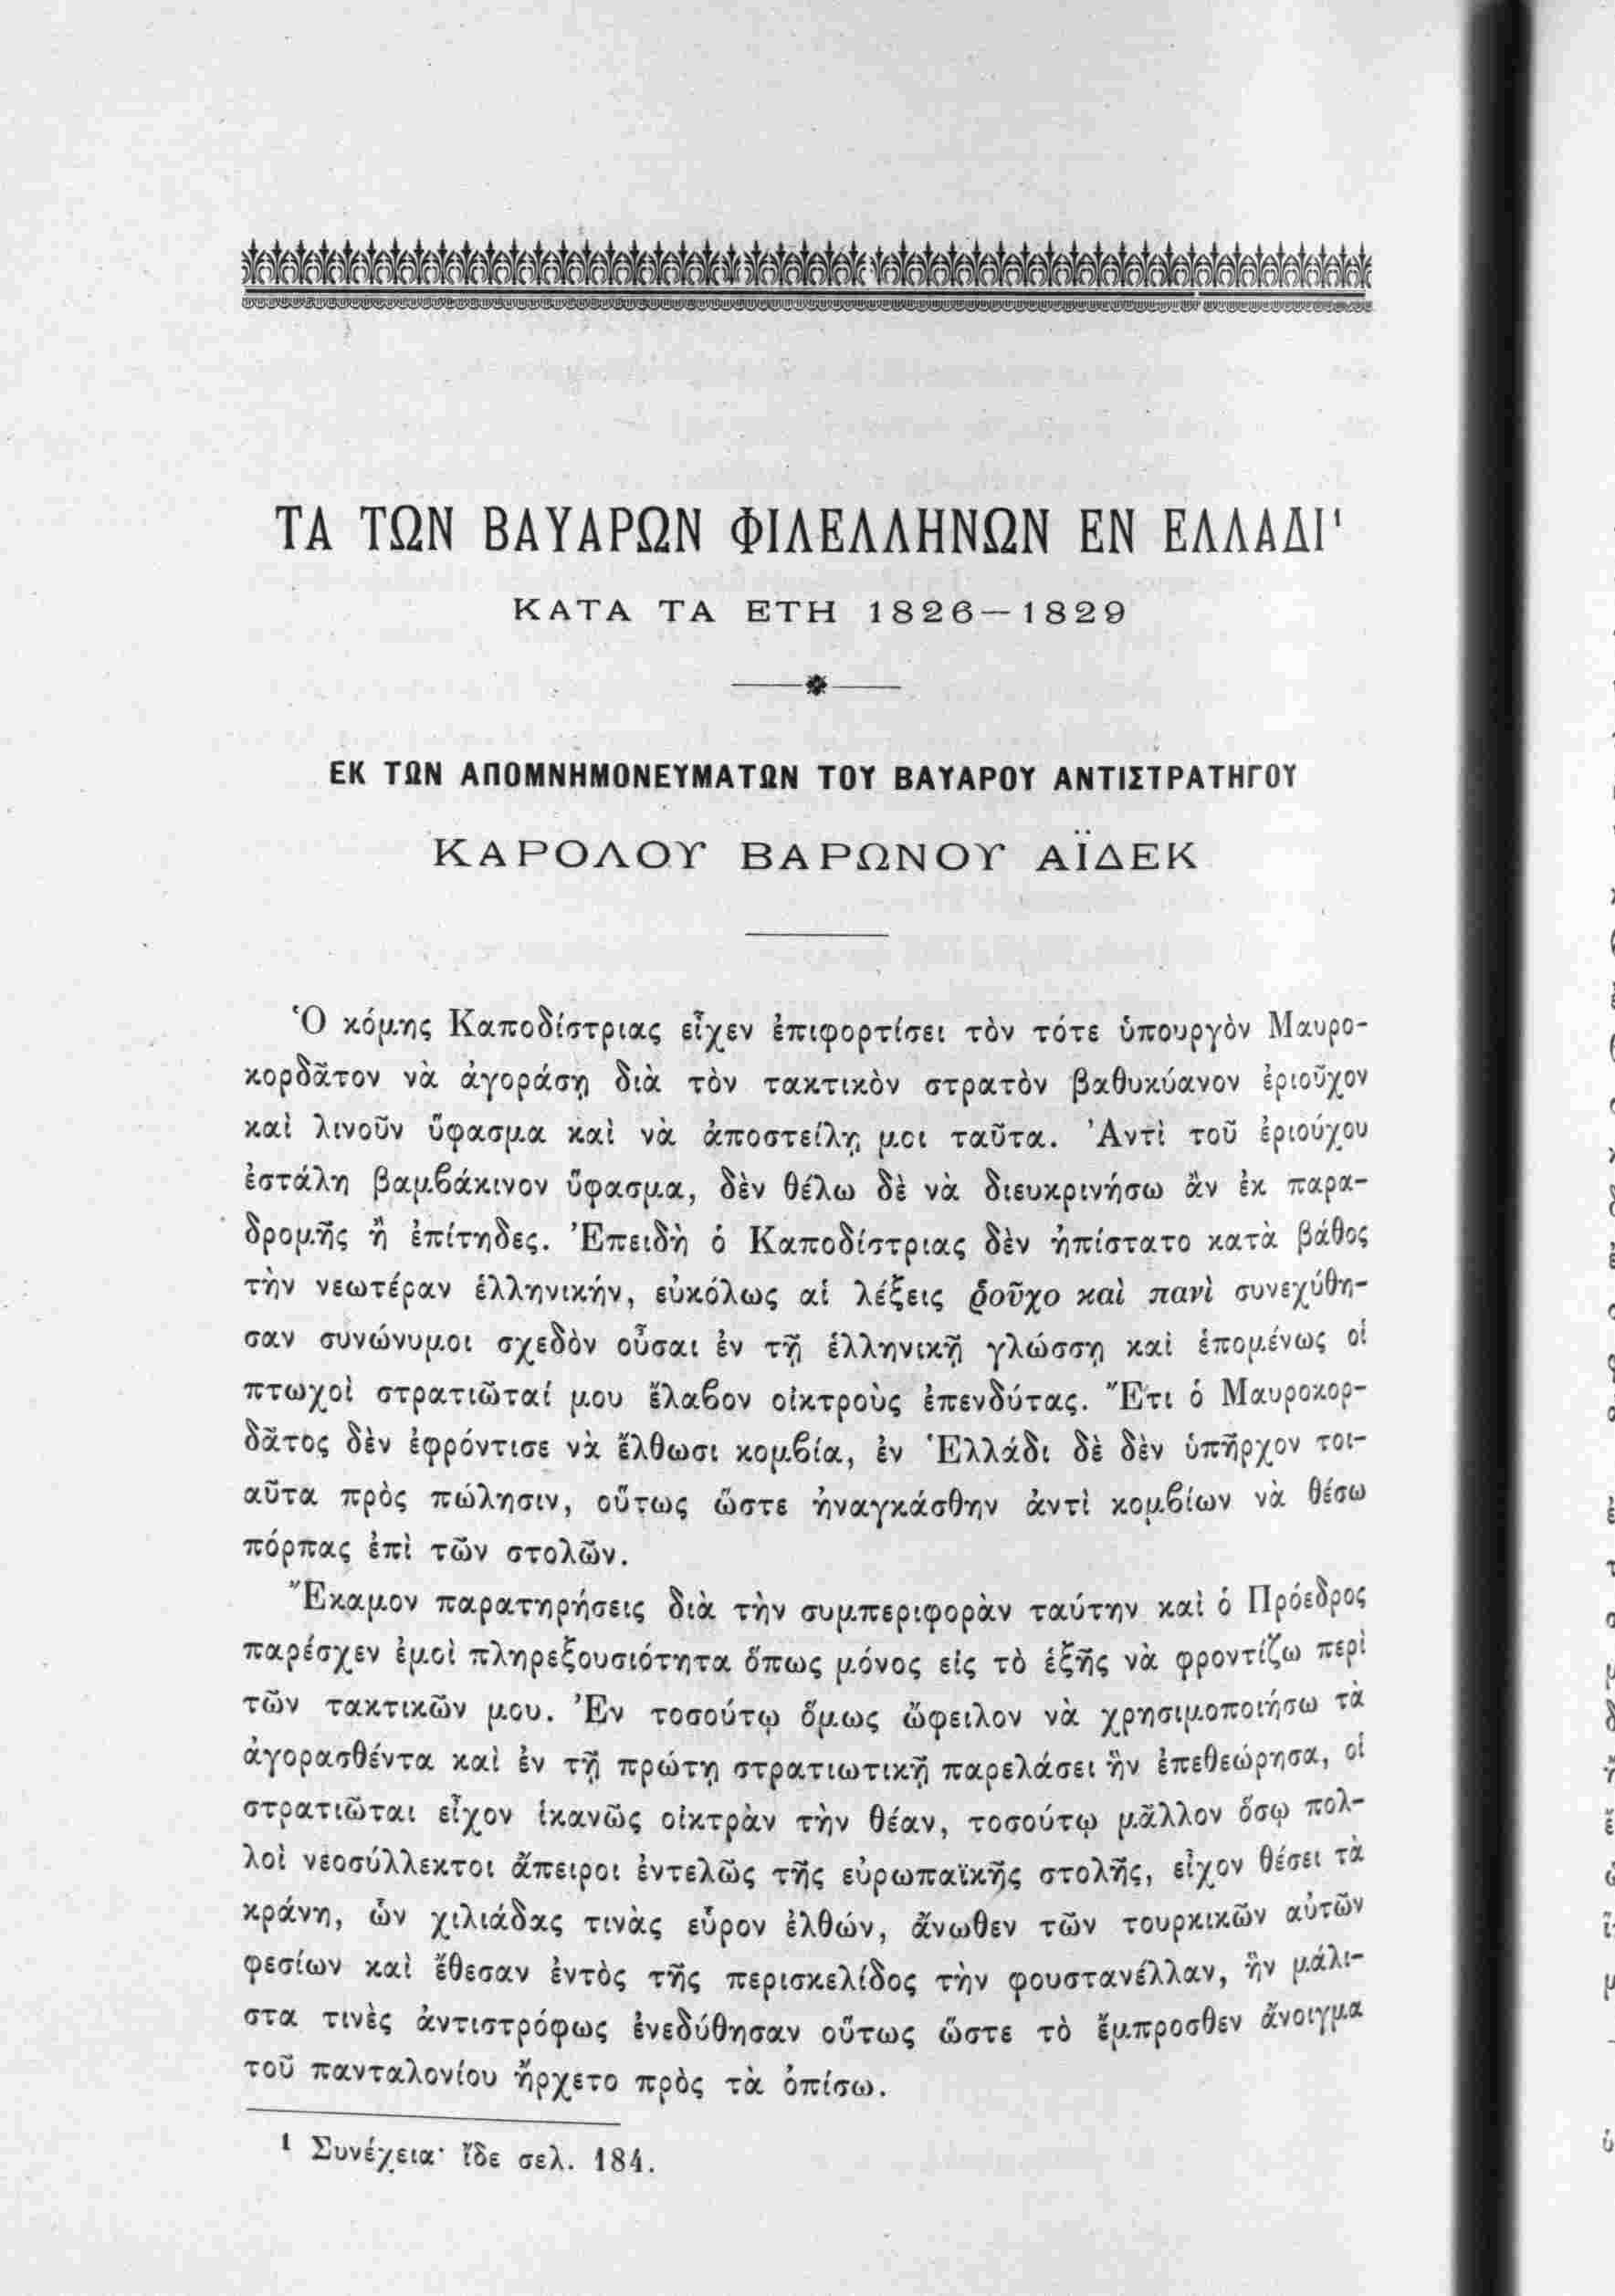 ΤΑ ΤΩΝ ΒΑΥΑΡΩΝ ΦΙΛΕΛΛΗΝΩΝ ΕΝ ΕΛΛΑΔΙ¹
ΚΑΤΑ ΤΑ ΕΤΗ 1826—1829
ΕΚ ΤΩΝ ΑΠΟΜΝΗΜΟΝΕΥΜΑΤΩΝ ΤΟΥ ΒΑΥΑΡΟΥ ΑΝΤΙΣΤΡΑΤΗΓΟΥ
ΚΑΡΟΛΟΥ ΒΑΡΩΝΟΥ ΑΪΔΕΚ
Ὁ κόμης Καποδίστριας εἶχεν ἐπιφορτίσει τὸν τότε ὑπουργὸν Μαυρο-
κορδᾶτον νὰ ἀγοράσῃ διὰ τὸν τακτικὸν στρατὸν βαθυκύανον ἐριοῦχον
καὶ λινοῦν ὕφασμα καὶ νὰ ἀποστείλῃ μοι ταῦτα. Ἀντὶ τοῦ ἐριούχου
ἐστάλη βαμβάκινον ὕφασμα, δὲν θέλω δὲ νὰ διευκρινήσω ἂν ἐκ παρα-
δρομῆς ἢ ἐπίτηδες. Ἐπειδὴ ὁ Καποδίστριας δὲν ἠπίστατο κατὰ βάθος
τὴν νεωτέραν ἑλληνικήν, εὐκόλως αἱ λέξεις ῥοῦχο καὶ πανὶ συνεχύθη-
σαν συνώνυμοι σχεδὸν οὖσαι ἐν τῇ ἑλληνικῇ γλώσσῃ καὶ ἑπομένως οἱ
πτωχοὶ στρατιῶταί μου ἔλαβον οἰκτροὺς ἐπενδύτας. Ἔτι ὁ Μαυροκορ-
δᾶτος δὲν ἐφρόντισε νὰ ἔλθωσι κομβία, ἐν Ἑλλάδι δὲ δὲν ὑπῆρχον τοι-
αῦτα πρὸς πώλησιν, οὕτως ὥστε ἠναγκάσθην ἀντὶ κομβίων νὰ θέσω
πόρπας ἐπὶ τῶν στολῶν.
Ἔκαμον παρατηρήσεις διὰ τὴν συμπεριφορὰν ταύτην καὶ ὁ Πρόεδρος
παρέσχεν ἐμοὶ πληρεξουσιότητα ὅπως μόνος εἰς τὸ ἑξῆς νὰ φροντίζω περὶ
τῶν τακτικῶν μου. Ἐν τοσούτῳ ὅμως ὤφειλον νὰ χρησιμοποιήσω τὰ
ἀγορασθέντα καὶ ἐν τῇ πρώτῃ στρατιωτικῇ παρελάσει ἣν ἐπεθεώρησα, οἱ
στρατιῶται εἶχον ἱκανῶς οἰκτρὰν τὴν θέαν, τοσούτῳ μᾶλλον ὅσῳ πολ-
λοὶ νεοσύλλεκτοι ἄπειροι ἐντελῶς τῆς εὐρωπαϊκῆς στολῆς, εἶχον θέσει τὰ
κράνη, ὧν χιλιάδας τινὰς εὗρον ἐλθών, ἄνωθεν τῶν τουρκικῶν αὐτῶν
φεσίων καὶ ἔθεσαν ἐντὸς τῆς περισκελίδος τὴν φουστανέλλαν, ἣν μάλι-
στα τινὲς ἀντιστρόφως ἐνεδύθησαν οὕτως ὥστε τὸ ἔμπροσθεν ἄνοιγμα
τοῦ πανταλονίου ἤρχετο πρὸς τὰ ὀπίσω.
¹ Συνέχεια· ἴδε σελ. 184.